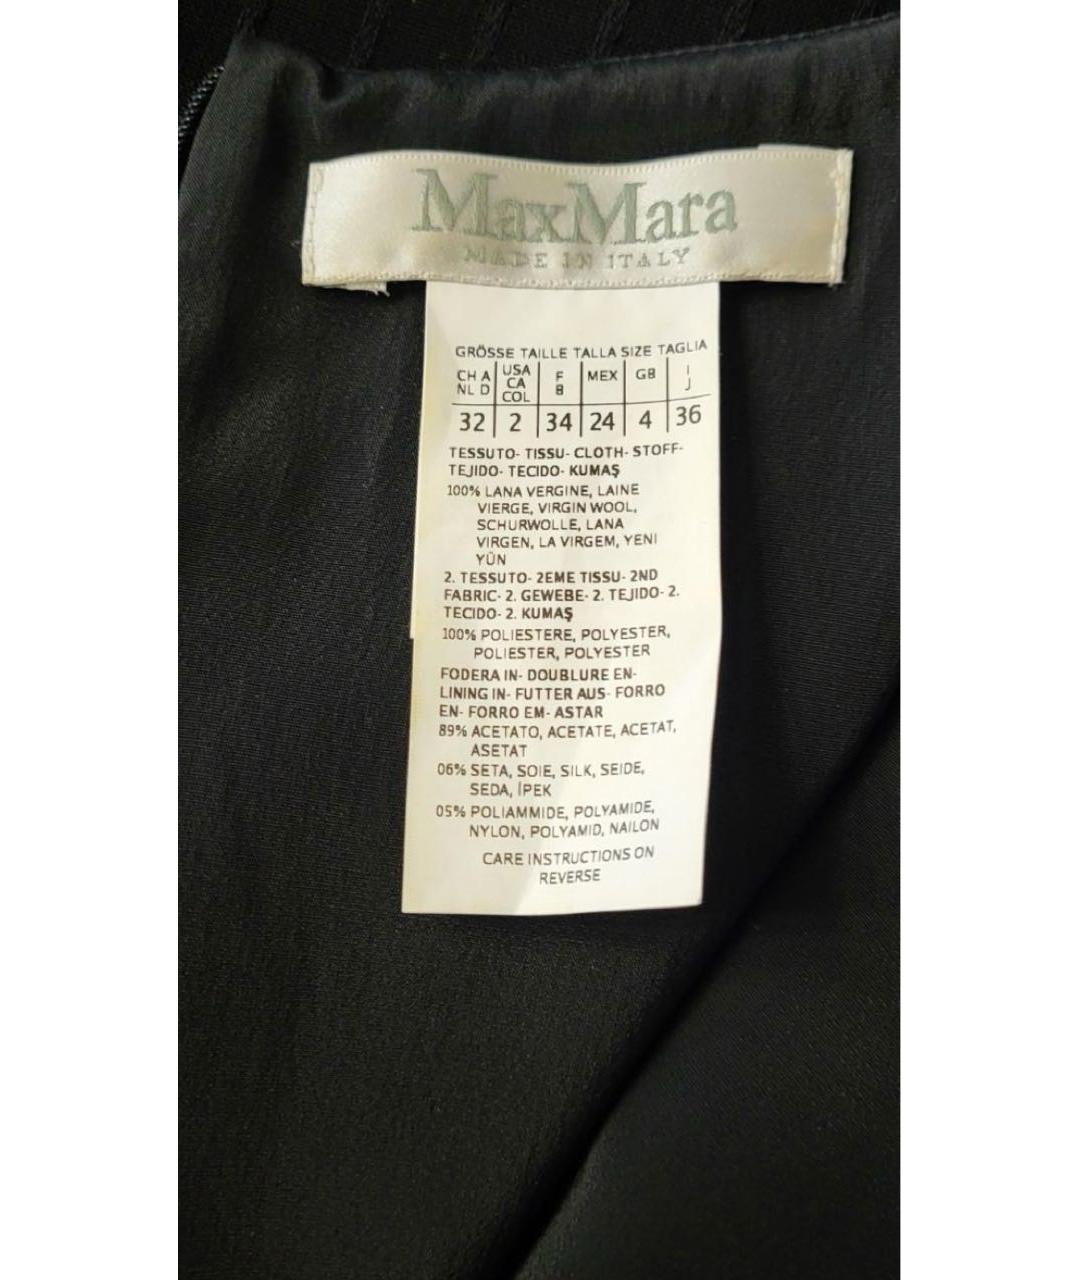 MaxMara
MADE IN ITALY
GRÖSSE TAILLE TALLA SIZE TAGLIA
CH A NL D USA CA COL F B MEX GB I J
32 2 34 24 4 36
TESSUTO- TISSU- CLOTH- STOFF-
TEJIDO- TECIDO- KUMAŞ
100% LANA VERGINE, LAINE
VIERGE, VIRGIN WOOL,
SCHURWOLLE, LANA
VIRGEN, LA VIRGEM, YENI
YÜN
2. TESSUTO- 2EME TISSU- 2ND
FABRIC- 2. GEWEBE- 2. TEJIDO- 2.
TECIDO- 2. KUMAŞ
100% POLIESTERE, POLYESTER,
POLIESTER, POLYESTER
FODERA IN- DOUBLURE EN-
LINING IN- FUTTER AUS- FORRO
EN- FORRO EM- ASTAR
89% ACETATO, ACETATE, ACETAT,
ASETAT
06% SETA, SOIE, SILK, SEIDE,
SEDA, İPEK
05% POLIAMMIDE, POLYAMIDE,
NYLON, POLYAMID, NAILON
CARE INSTRUCTIONS ON
REVERSE